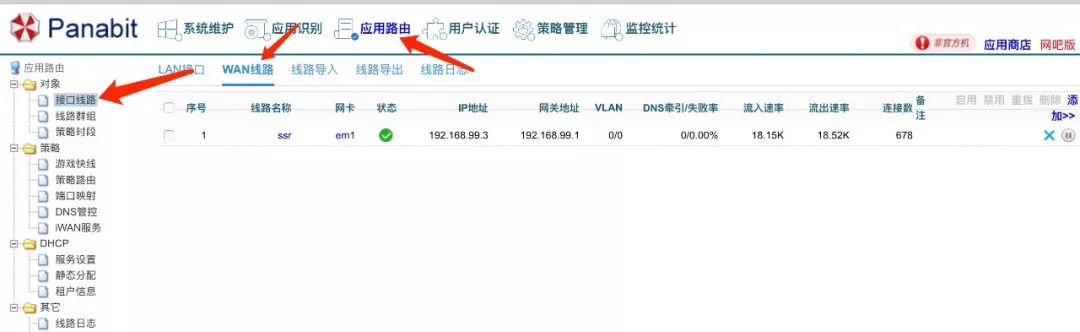 Panabit 系统维护 应用识别 应用路由 用户认证 策略管理 监控统计
非官方机 应用商店 网吧版
应用路由
对象
接口线路
线路群组
策略时段
策略
游戏快线
策略路由
端口映射
DNS管控
iWAN服务
DHCP
服务设置
静态分配
租户信息
其它
线路日志
LAN接口 WAN线路 线路导入 线路导出 线路日志
序号 线路名称 网卡 状态 IP地址 网关地址 VLAN DNS牵引/失败率 流入速率 流出速率 连接数 备注 启用 禁用 重拨 删除 添加>>
1 ssr em1 192.168.99.3 192.168.99.1 0/0 0/0.00% 18.15K 18.52K 678